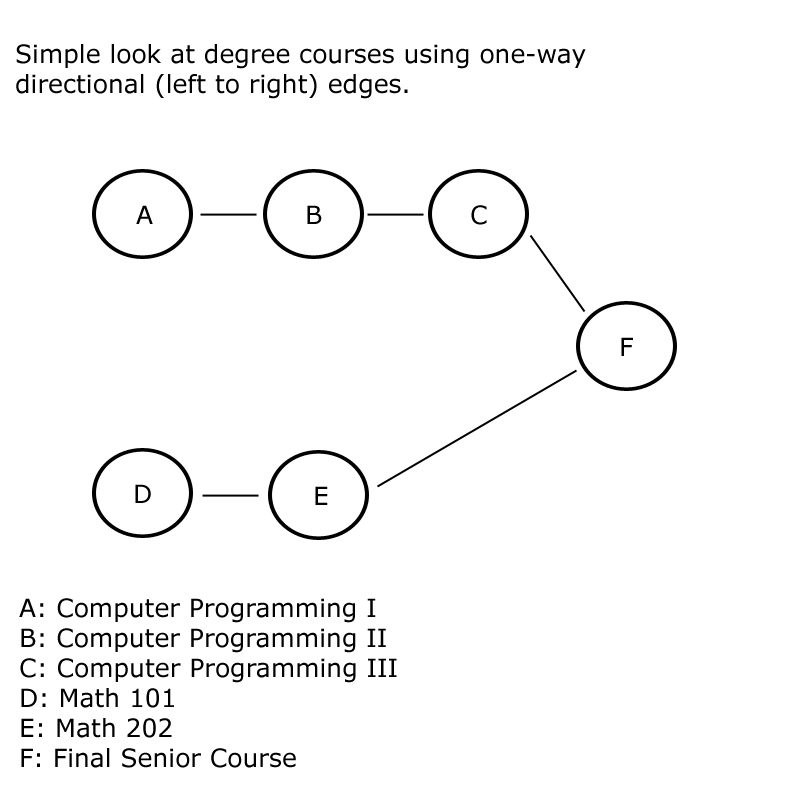 Simple look at degree courses using one-way
directional (left to right) edges.
A
B
C
F
D
E
A: Computer Programming I
B: Computer Programming II
C: Computer Programming III
D: Math 101
E: Math 202
F: Final Senior Course